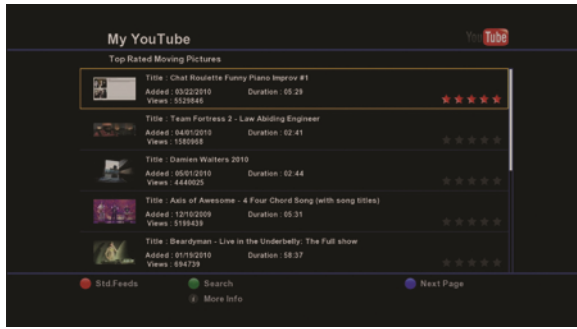 My YouTube
YouTube
Top Rated Moving Pictures
Title : Chat Roulette Funny Piano Improv #1
Added : 03/22/2010 Duration : 05:29
Views : 5529846
Title : Team Fortress 2 - Law Abiding Engineer
Added : 04/01/2010 Duration : 02:41
Views : 1580968
Title : Damien Walters 2010
Added : 05/01/2010 Duration : 02:44
Views : 4440025
Title : Axis of Awesome - 4 Four Chord Song (with song titles)
Added : 12/10/2009 Duration : 05:31
Views : 5195439
Title : Beardyman - Live in the Underbelly: The Full show
Added : 01/19/2010 Duration : 58:37
Views : 694739
Std.Feeds Search Next Page
i More Info